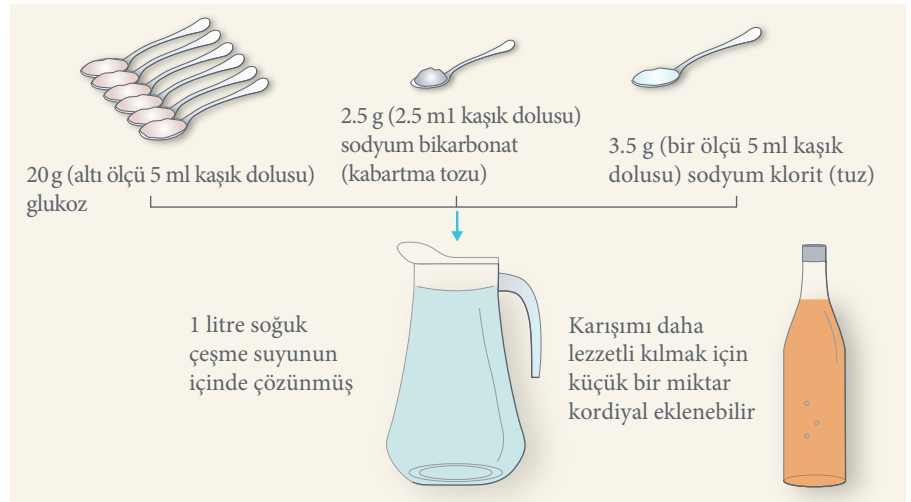 20 g (altı ölçü 5 ml kaşık dolusu)
glukoz
2.5 g (2.5 m1 kaşık dolusu)
sodyum bikarbonat
(kabartma tozu)
3.5 g (bir ölçü 5 ml kaşık
dolusu) sodyum klorit (tuz)
1 litre soğuk
çeşme suyunun
içinde çözünmüş
Karışımı daha
lezzetli kılmak için
küçük bir miktar
kordiyal eklenebilir